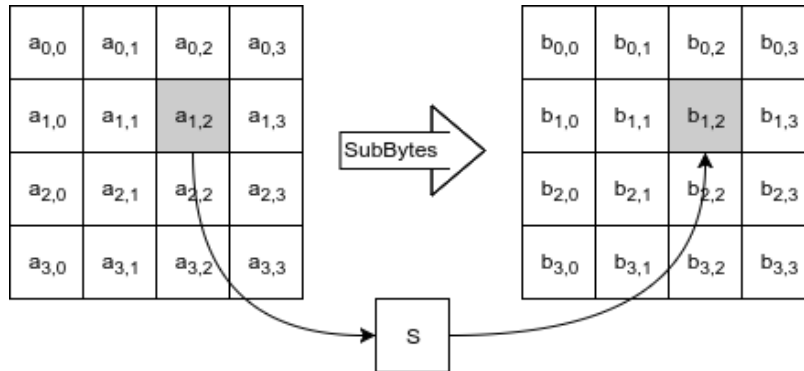 a0,0 a0,1 a0,2 a0,3 b0,0 b0,1 b0,2 b0,3
a1,0 a1,1 a1,2 a1,3 SubBytes b1,0 b1,1 b1,2 b1,3
a2,0 a2,1 a2,2 a2,3 b2,0 b2,1 b2,2 b2,3
a3,0 a3,1 a3,2 a3,3 b3,0 b3,1 b3,2 b3,3
S